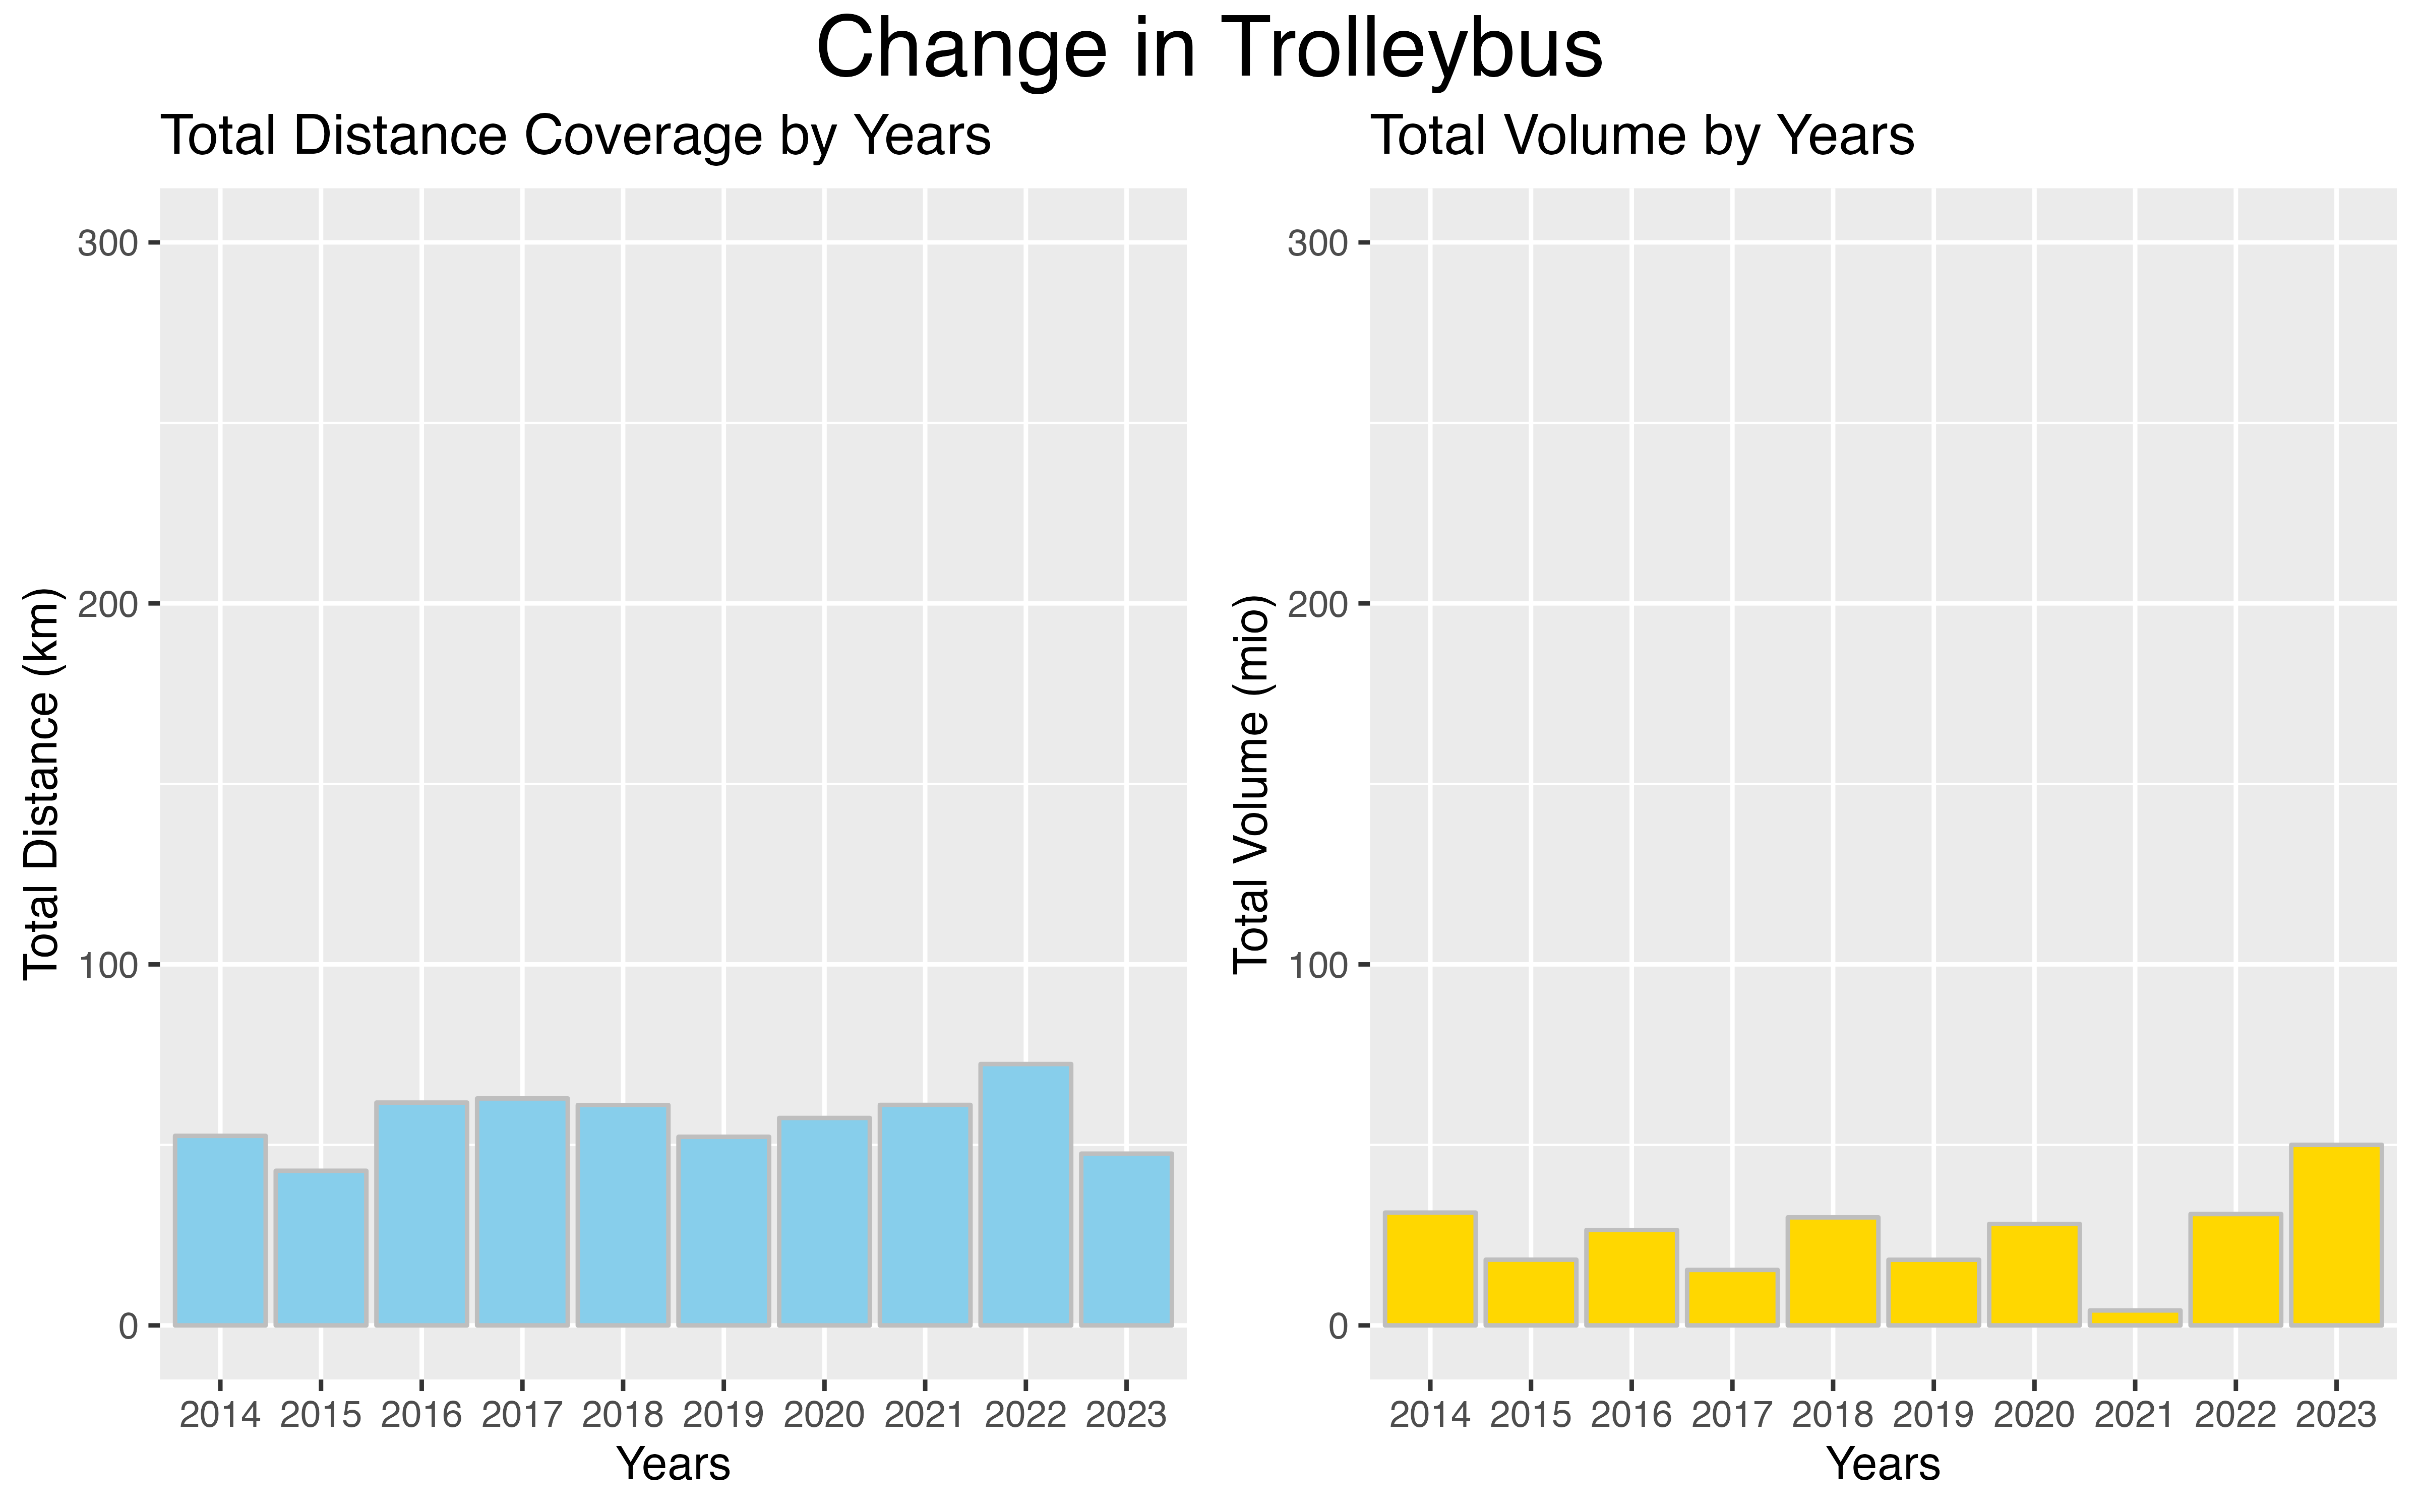 Change in Trolleybus
Total Distance Coverage by Years
Total Distance (km)
300
200
100
0
2014 2015 2016 2017 2018 2019 2020 2021 2022 2023
Years
Total Volume by Years
Total Volume (mio)
300
200
100
0
2014 2015 2016 2017 2018 2019 2020 2021 2022 2023
Years